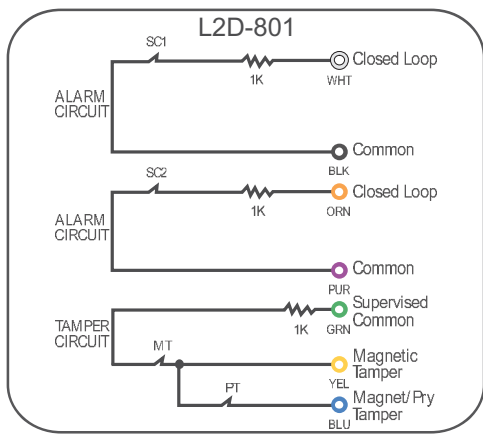 L2D-801
SC1
Closed Loop
1K
WHT
ALARM
CIRCUIT
Common
BLK
SC2
Closed Loop
1K
ORN
ALARM
CIRCUIT
Common
PUR
Supervised
Common
1K
GRN
TAMPER
CIRCUIT
MT
Magnetic
Tamper
YEL
PT
Magnet/Pry
Tamper
BLU